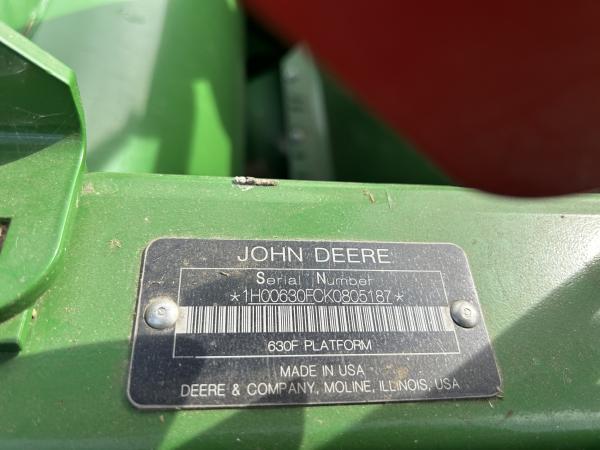 JOHN DEERE
Serial Number
*1H00630FCK0805187*
630F PLATFORM
MADE IN USA
DEERE & COMPANY, MOLINE, ILLINOIS, USA